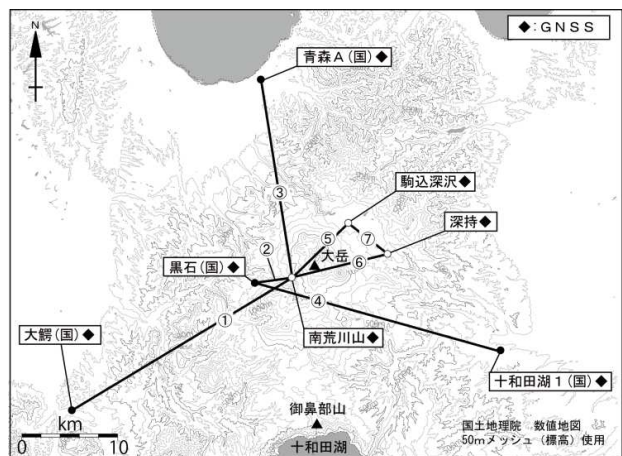 N
◆:GNSS
青森A(国)◆
駒込深沢◆
③
深持◆
⑤
⑦
②
大岳
⑥
黒石(国)◆
④
①
南荒川山◆
大鰐(国)◆
十和田湖1(国)◆
御鼻部山
km
0
10
十和田湖
国土地理院 数値地図
50mメッシュ(標高)使用